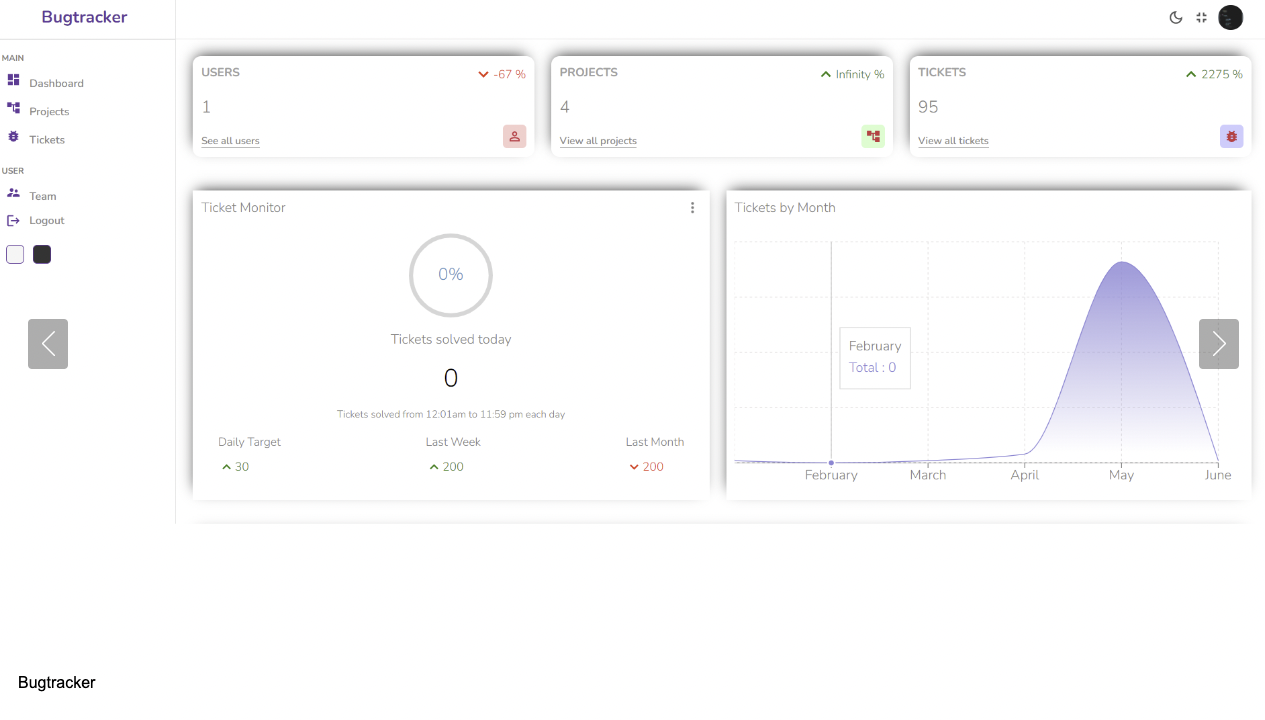 Bugtracker
MAIN
Dashboard
Projects
Tickets
USER
Team
Logout
USERS
-67 %
1
See all users
PROJECTS
Infinity %
4
View all projects
TICKETS
2275 %
95
View all tickets
Ticket Monitor
0%
Tickets solved today
0
Tickets solved from 12:01am to 11:59 pm each day
Daily Target Last Week Last Month
30 200 200
Tickets by Month
February
Total : 0
February March April May June
Bugtracker